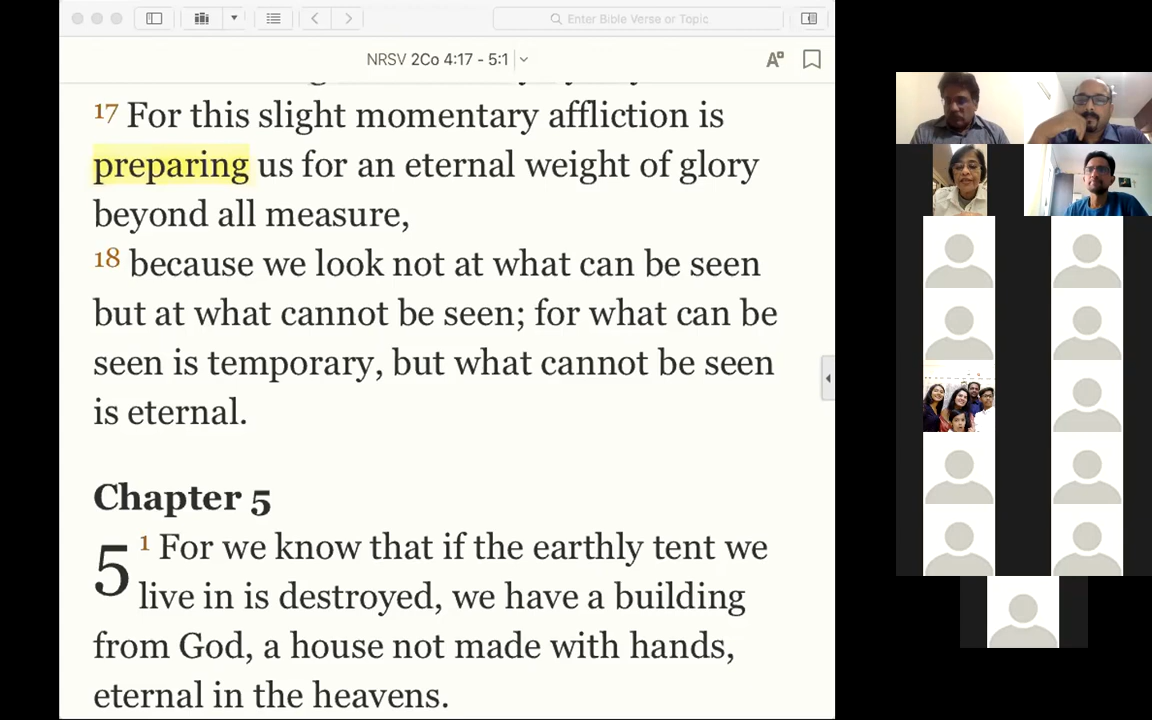 Enter Bible Verse or Topic
NRSV 2Co 4:17 - 5:1
17 For this slight momentary affliction is
preparing us for an eternal weight of glory
beyond all measure,
18 because we look not at what can be seen
but at what cannot be seen; for what can be
seen is temporary, but what cannot be seen
is eternal.
Chapter 5
5 1 For we know that if the earthly tent we
live in is destroyed, we have a building
from God, a house not made with hands,
eternal in the heavens.